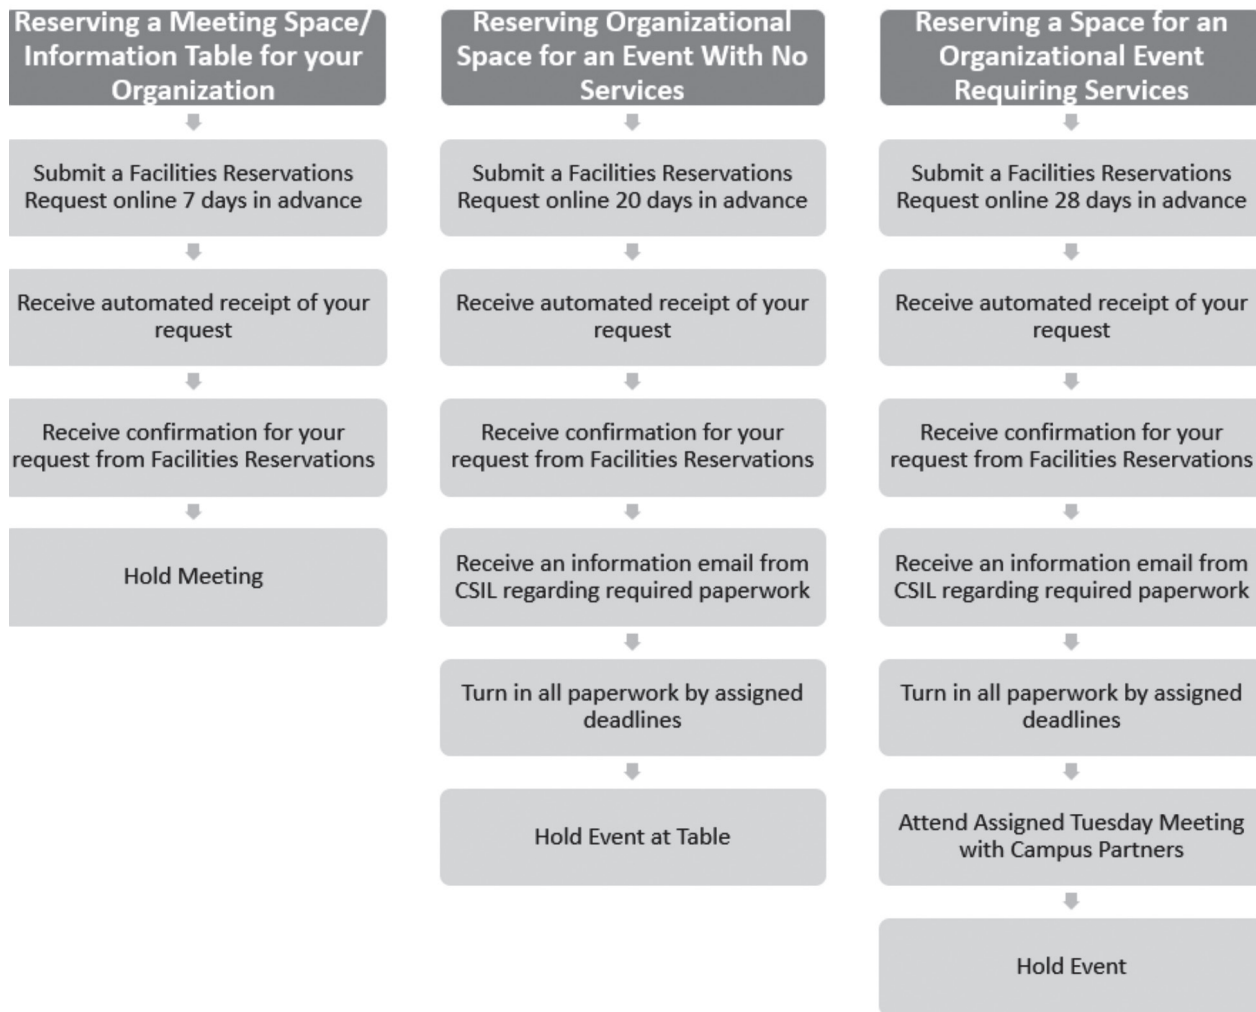 Reserving a Meeting Space/
Information Table for your
Organization
Submit a Facilities Reservations
Request online 7 days in advance
Receive automated receipt of your
request
Receive confirmation for your
request from Facilities Reservations
Hold Meeting
Reserving Organizational
Space for an Event With No
Services
Submit a Facilities Reservations
Request online 20 days in advance
Receive automated receipt of your
request
Receive confirmation for your
request from Facilities Reservations
Receive an information email from
CSIL regarding required paperwork
Turn in all paperwork by assigned
deadlines
Hold Event at Table
Reserving a Space for an
Organizational Event
Requiring Services
Submit a Facilities Reservations
Request online 28 days in advance
Receive automated receipt of your
request
Receive confirmation for your
request from Facilities Reservations
Receive an information email from
CSIL regarding required paperwork
Turn in all paperwork by assigned
deadlines
Attend Assigned Tuesday Meeting
with Campus Partners
Hold Event